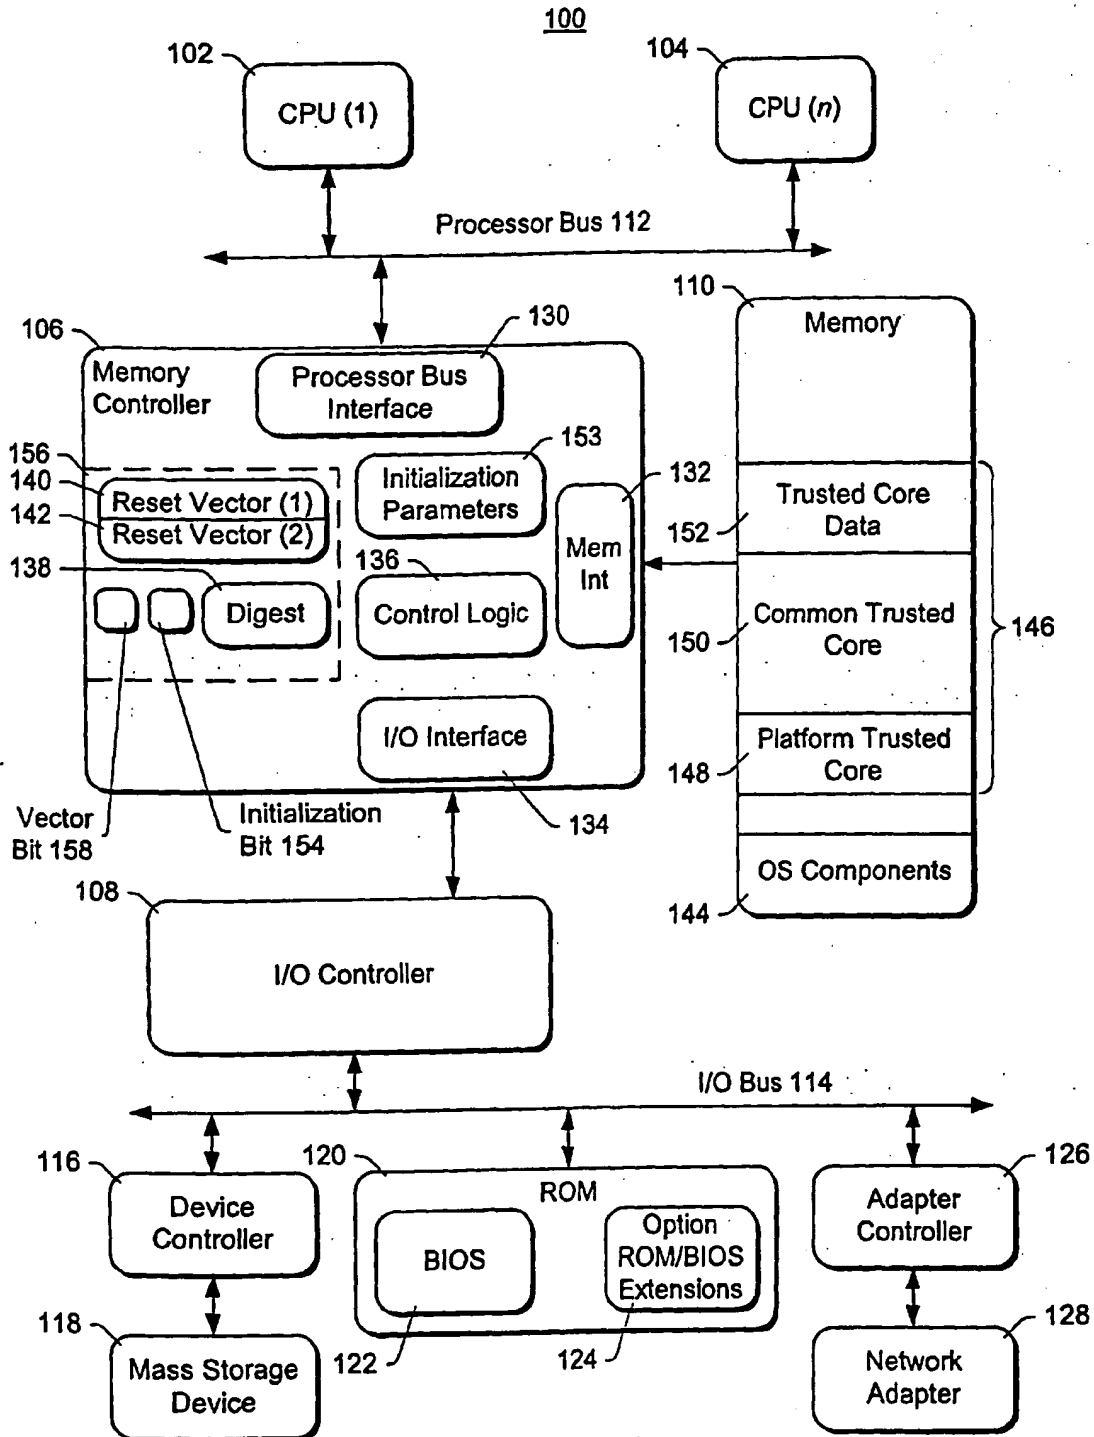 100
102
CPU (1)
104
CPU (n)
Processor Bus 112
110
Memory
106
130
Memory
Controller
Processor Bus
Interface
153
156
140
Reset Vector (1)
142
Reset Vector (2)
Initialization
Parameters
132
Mem
Int
Trusted Core
Data
152
138
Digest
136
Control Logic
150
Common Trusted
Core
146
I/O Interface
148
Platform Trusted
Core
Vector
Bit 158
Initialization
Bit 154
134
OS Components
144
108
I/O Controller
I/O Bus 114
116
Device
Controller
120
ROM
BIOS
122
Option
ROM/BIOS
Extensions
124
126
Adapter
Controller
118
Mass Storage
Device
128
Network
Adapter